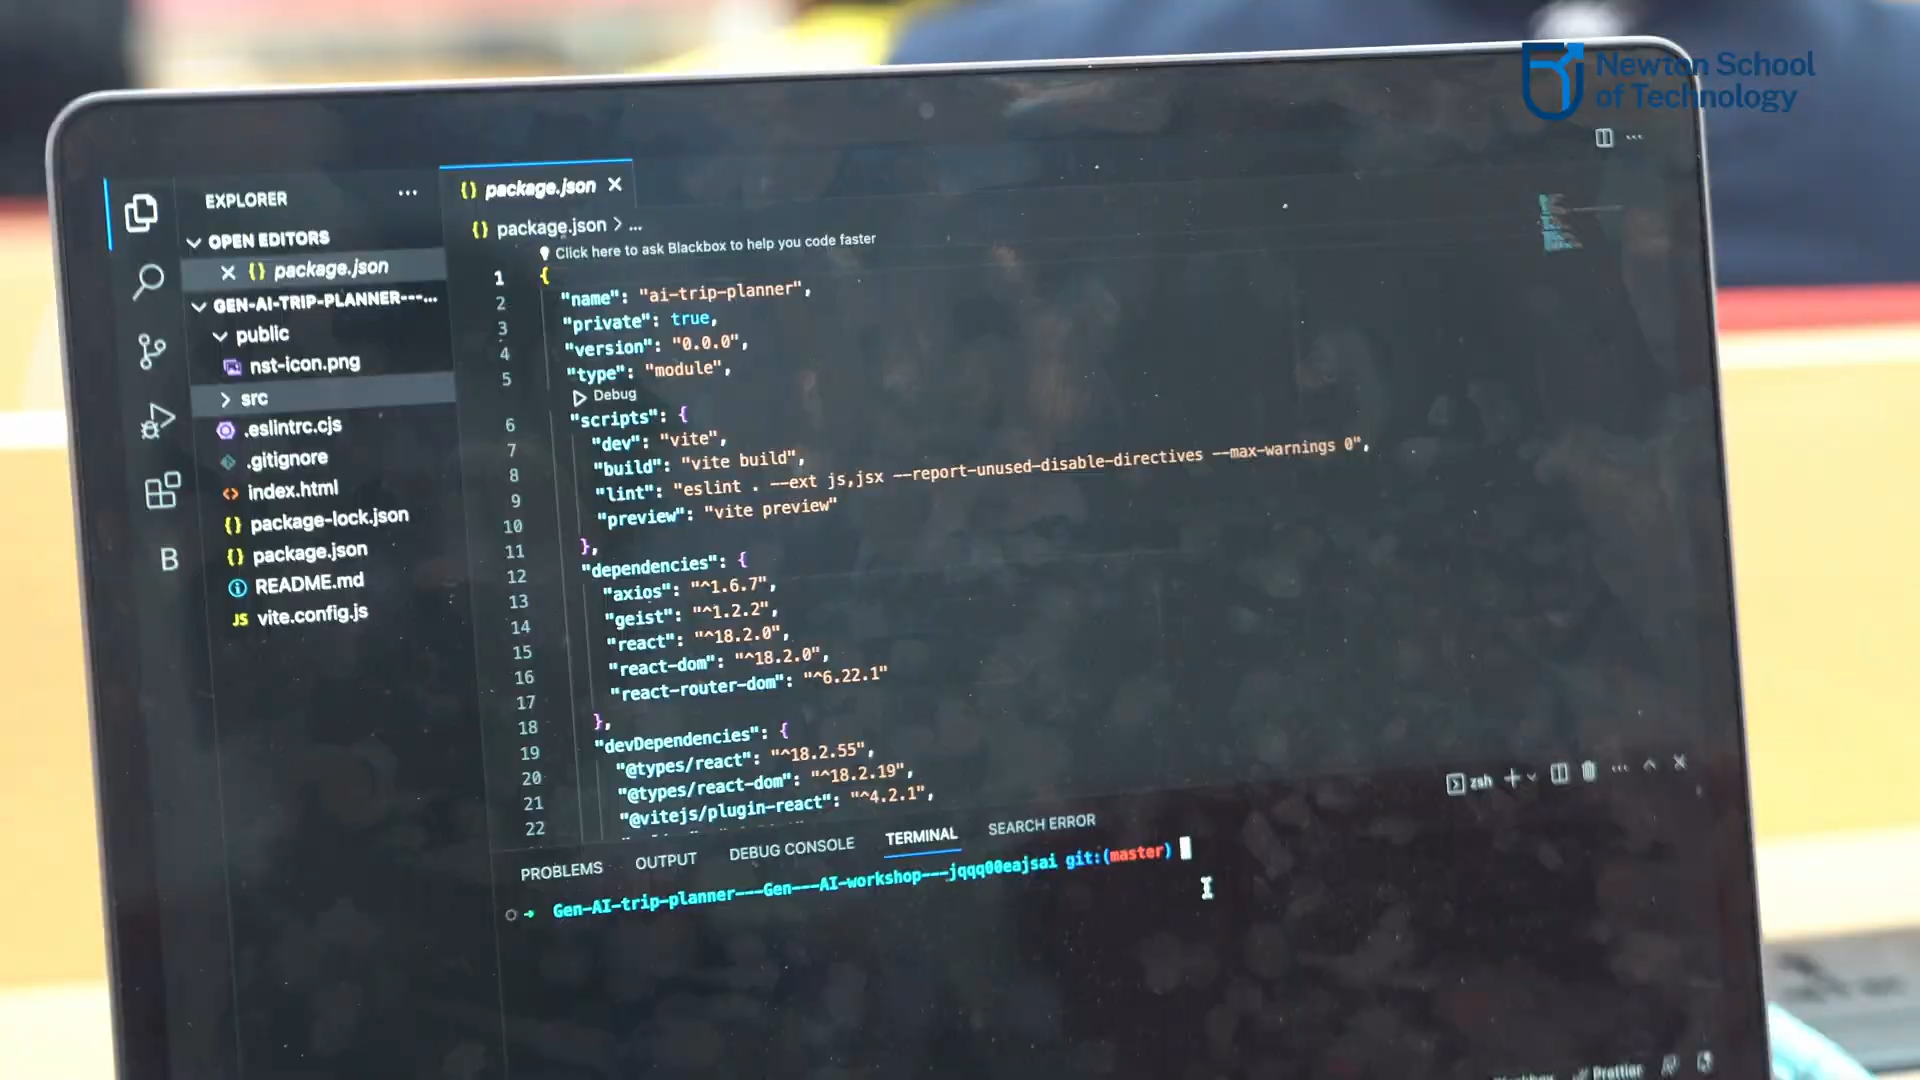 Newton School
of Technology
EXPLORER
OPEN EDITORS
package.json
GEN-AI-TRIP-PLANNER---...
public
nst-icon.png
src
.eslintrc.cjs
.gitignore
index.html
package-lock.json
package.json
README.md
JS vite.config.js
B
{} package.json
{} package.json > ...
Click here to ask Blackbox to help you code faster
1 {
2 "name": "ai-trip-planner",
3 "private": true,
4 "version": "0.0.0",
5 "type": "module",
Debug
6 "scripts": {
7 "dev": "vite",
8 "build": "vite build",
9 "lint": "eslint . --ext js,jsx --report-unused-disable-directives --max-warnings 0",
10 "preview": "vite preview"
11 },
12 "dependencies": {
13 "axios": "^1.6.7",
14 "geist": "^1.2.2",
15 "react": "^18.2.0",
16 "react-dom": "^18.2.0",
17 "react-router-dom": "^6.22.1"
18 },
19 "devDependencies": {
20 "@types/react": "^18.2.55",
21 "@types/react-dom": "^18.2.19",
22 "@vitejs/plugin-react": "^4.2.1",
zsh
PROBLEMS OUTPUT DEBUG CONSOLE TERMINAL SEARCH ERROR
Gen-AI-trip-planner---Gen---AI-workshop---jqqq00eajsai git:(master)
Prettier